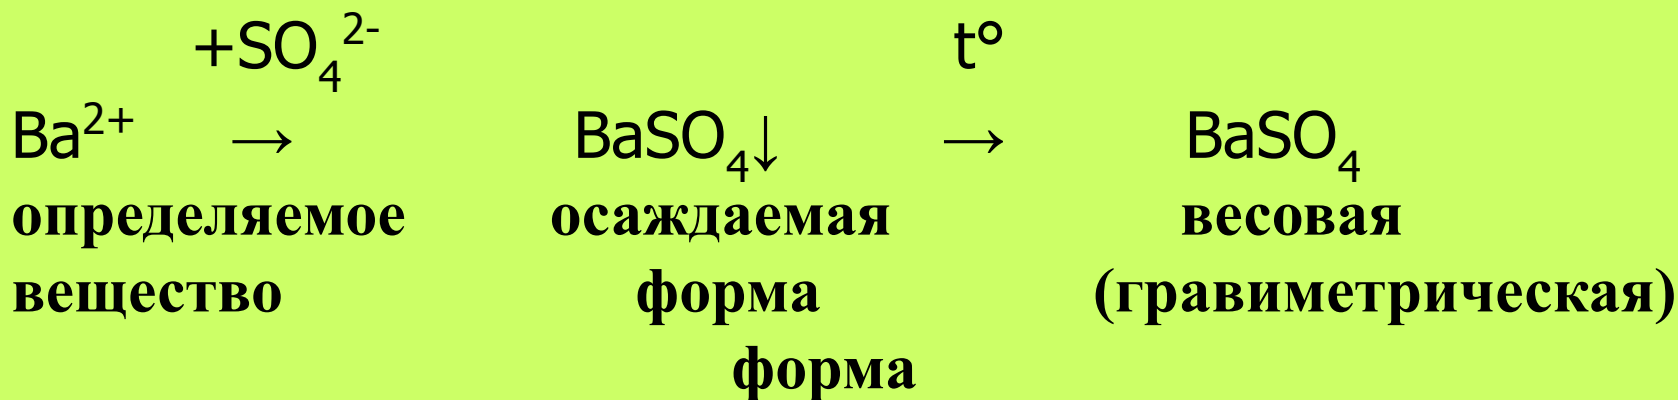 +SO₄²⁻ t°
Ba²⁺ → BaSO₄↓ → BaSO₄
определяемое осаждаемая весовая
вещество форма (гравиметрическая)
форма